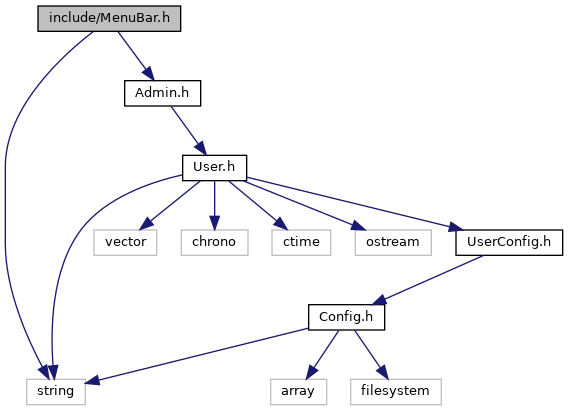 include/MenuBar.h
Admin.h
User.h
vector
chrono
ctime
ostream
UserConfig.h
Config.h
string
array
filesystem